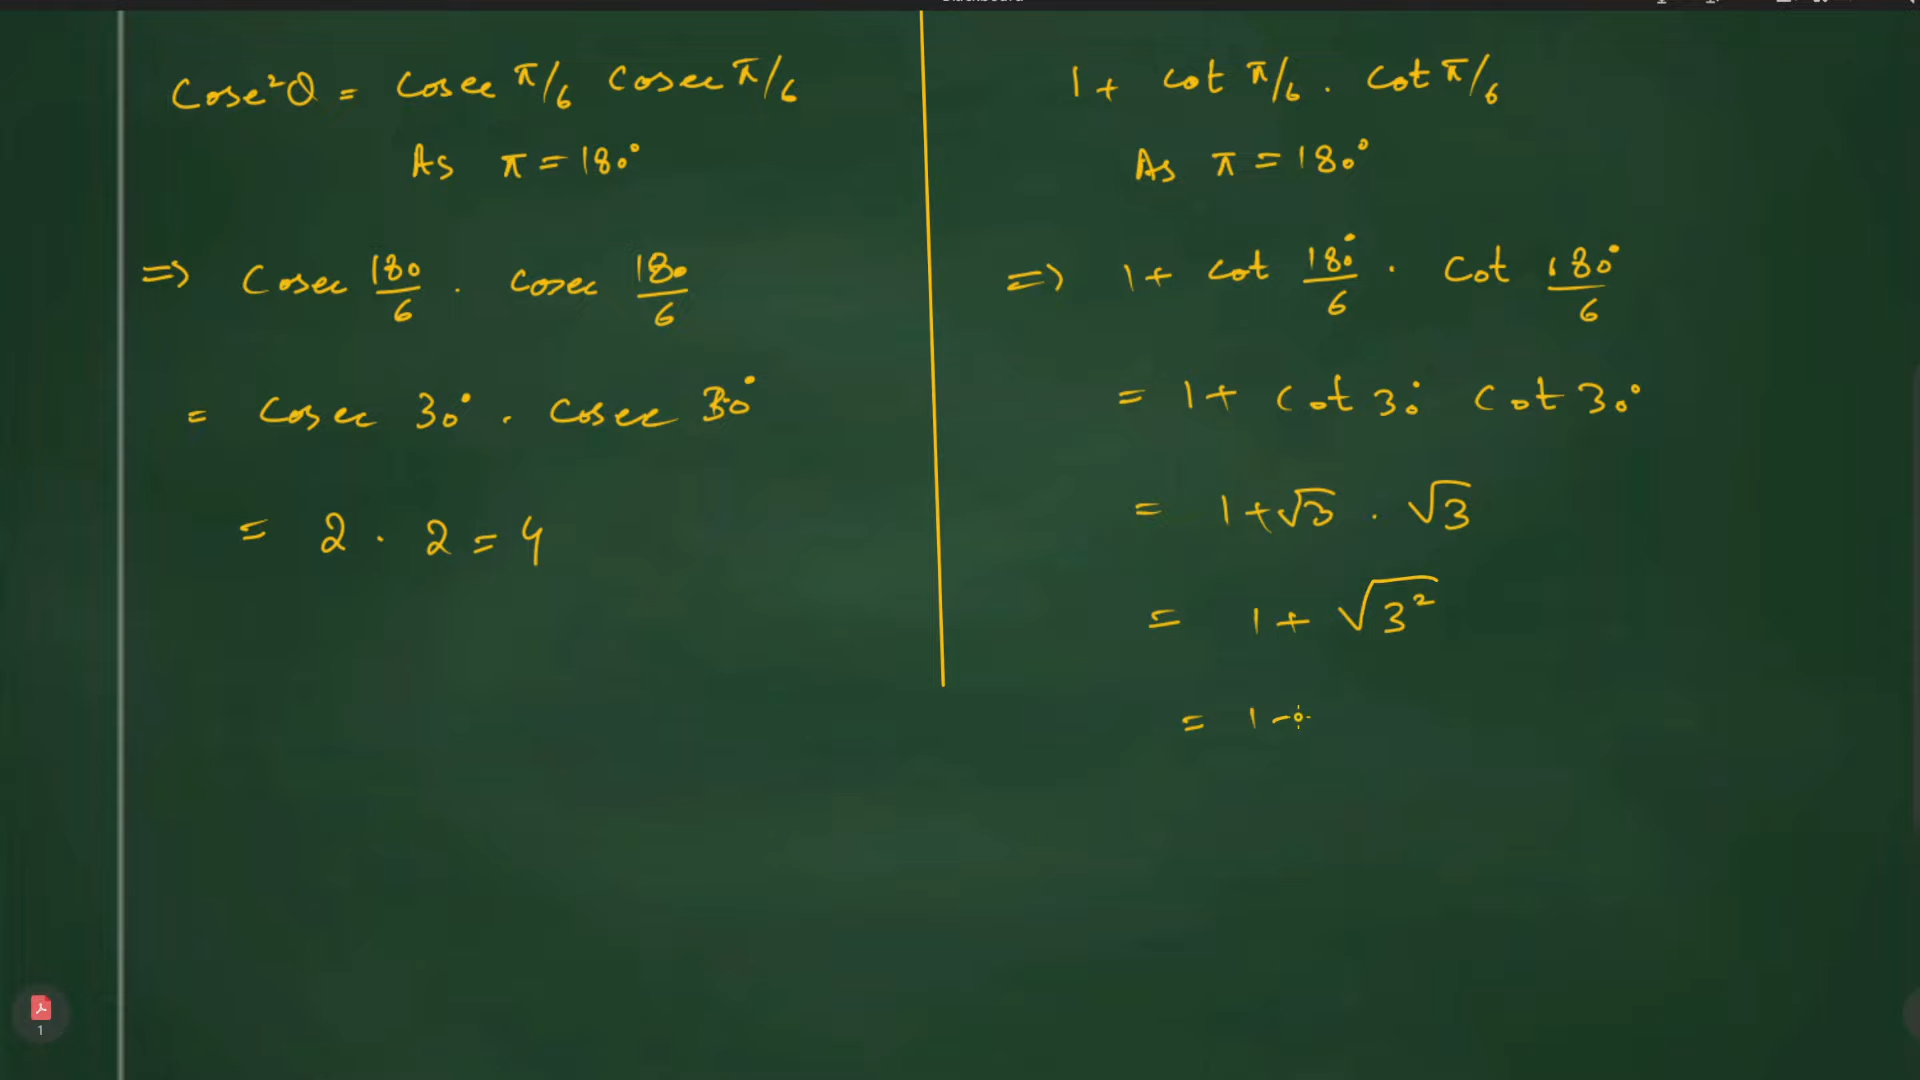 Cose²θ = Cosec π/6 Cosec π/6
As π = 180°
=> Cosec 180/6 . Cosec 180/6
= Cosec 30° . Cosec 30°
= 2 . 2 = 4
1 + cot π/6 . Cot π/6
As π = 180°
=> 1 + Cot 180°/6 . Cot 180°/6
= 1 + Cot 30° Cot 30°
= 1 + √3 . √3
= 1 + √3²
= 1 -
1